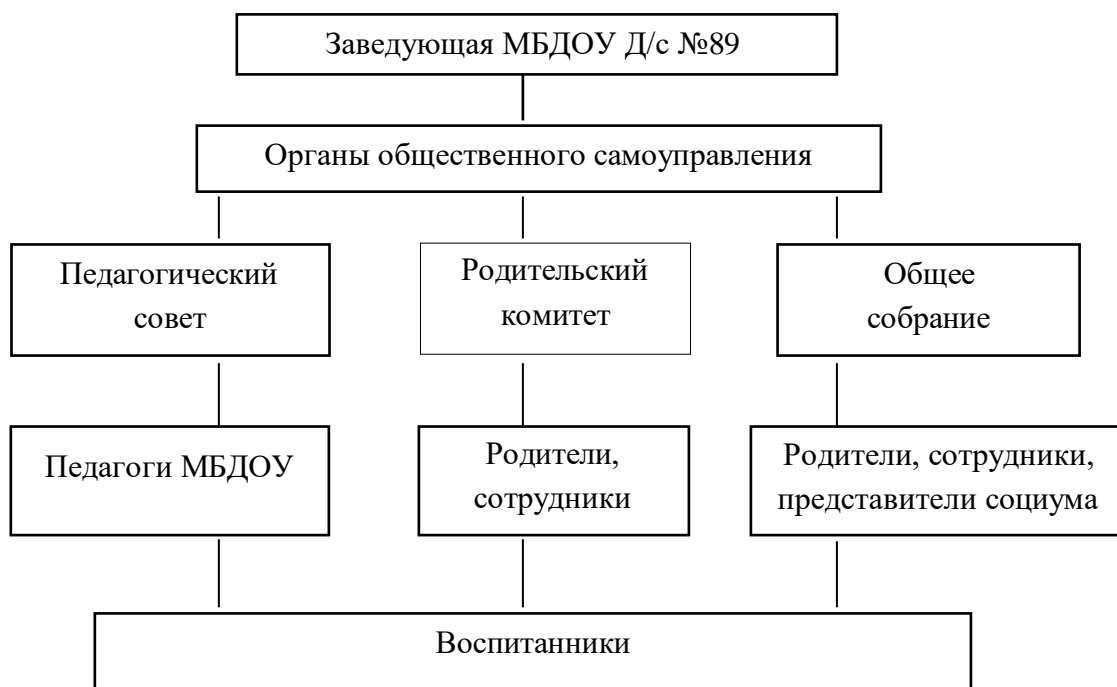 Заведующая МБДОУ Д/с №89
Органы общественного самоуправления
Педагогический
совет
Родительский
комитет
Общее
собрание
Педагоги МБДОУ
Родители,
сотрудники
Родители, сотрудники,
представители социума
Воспитанники